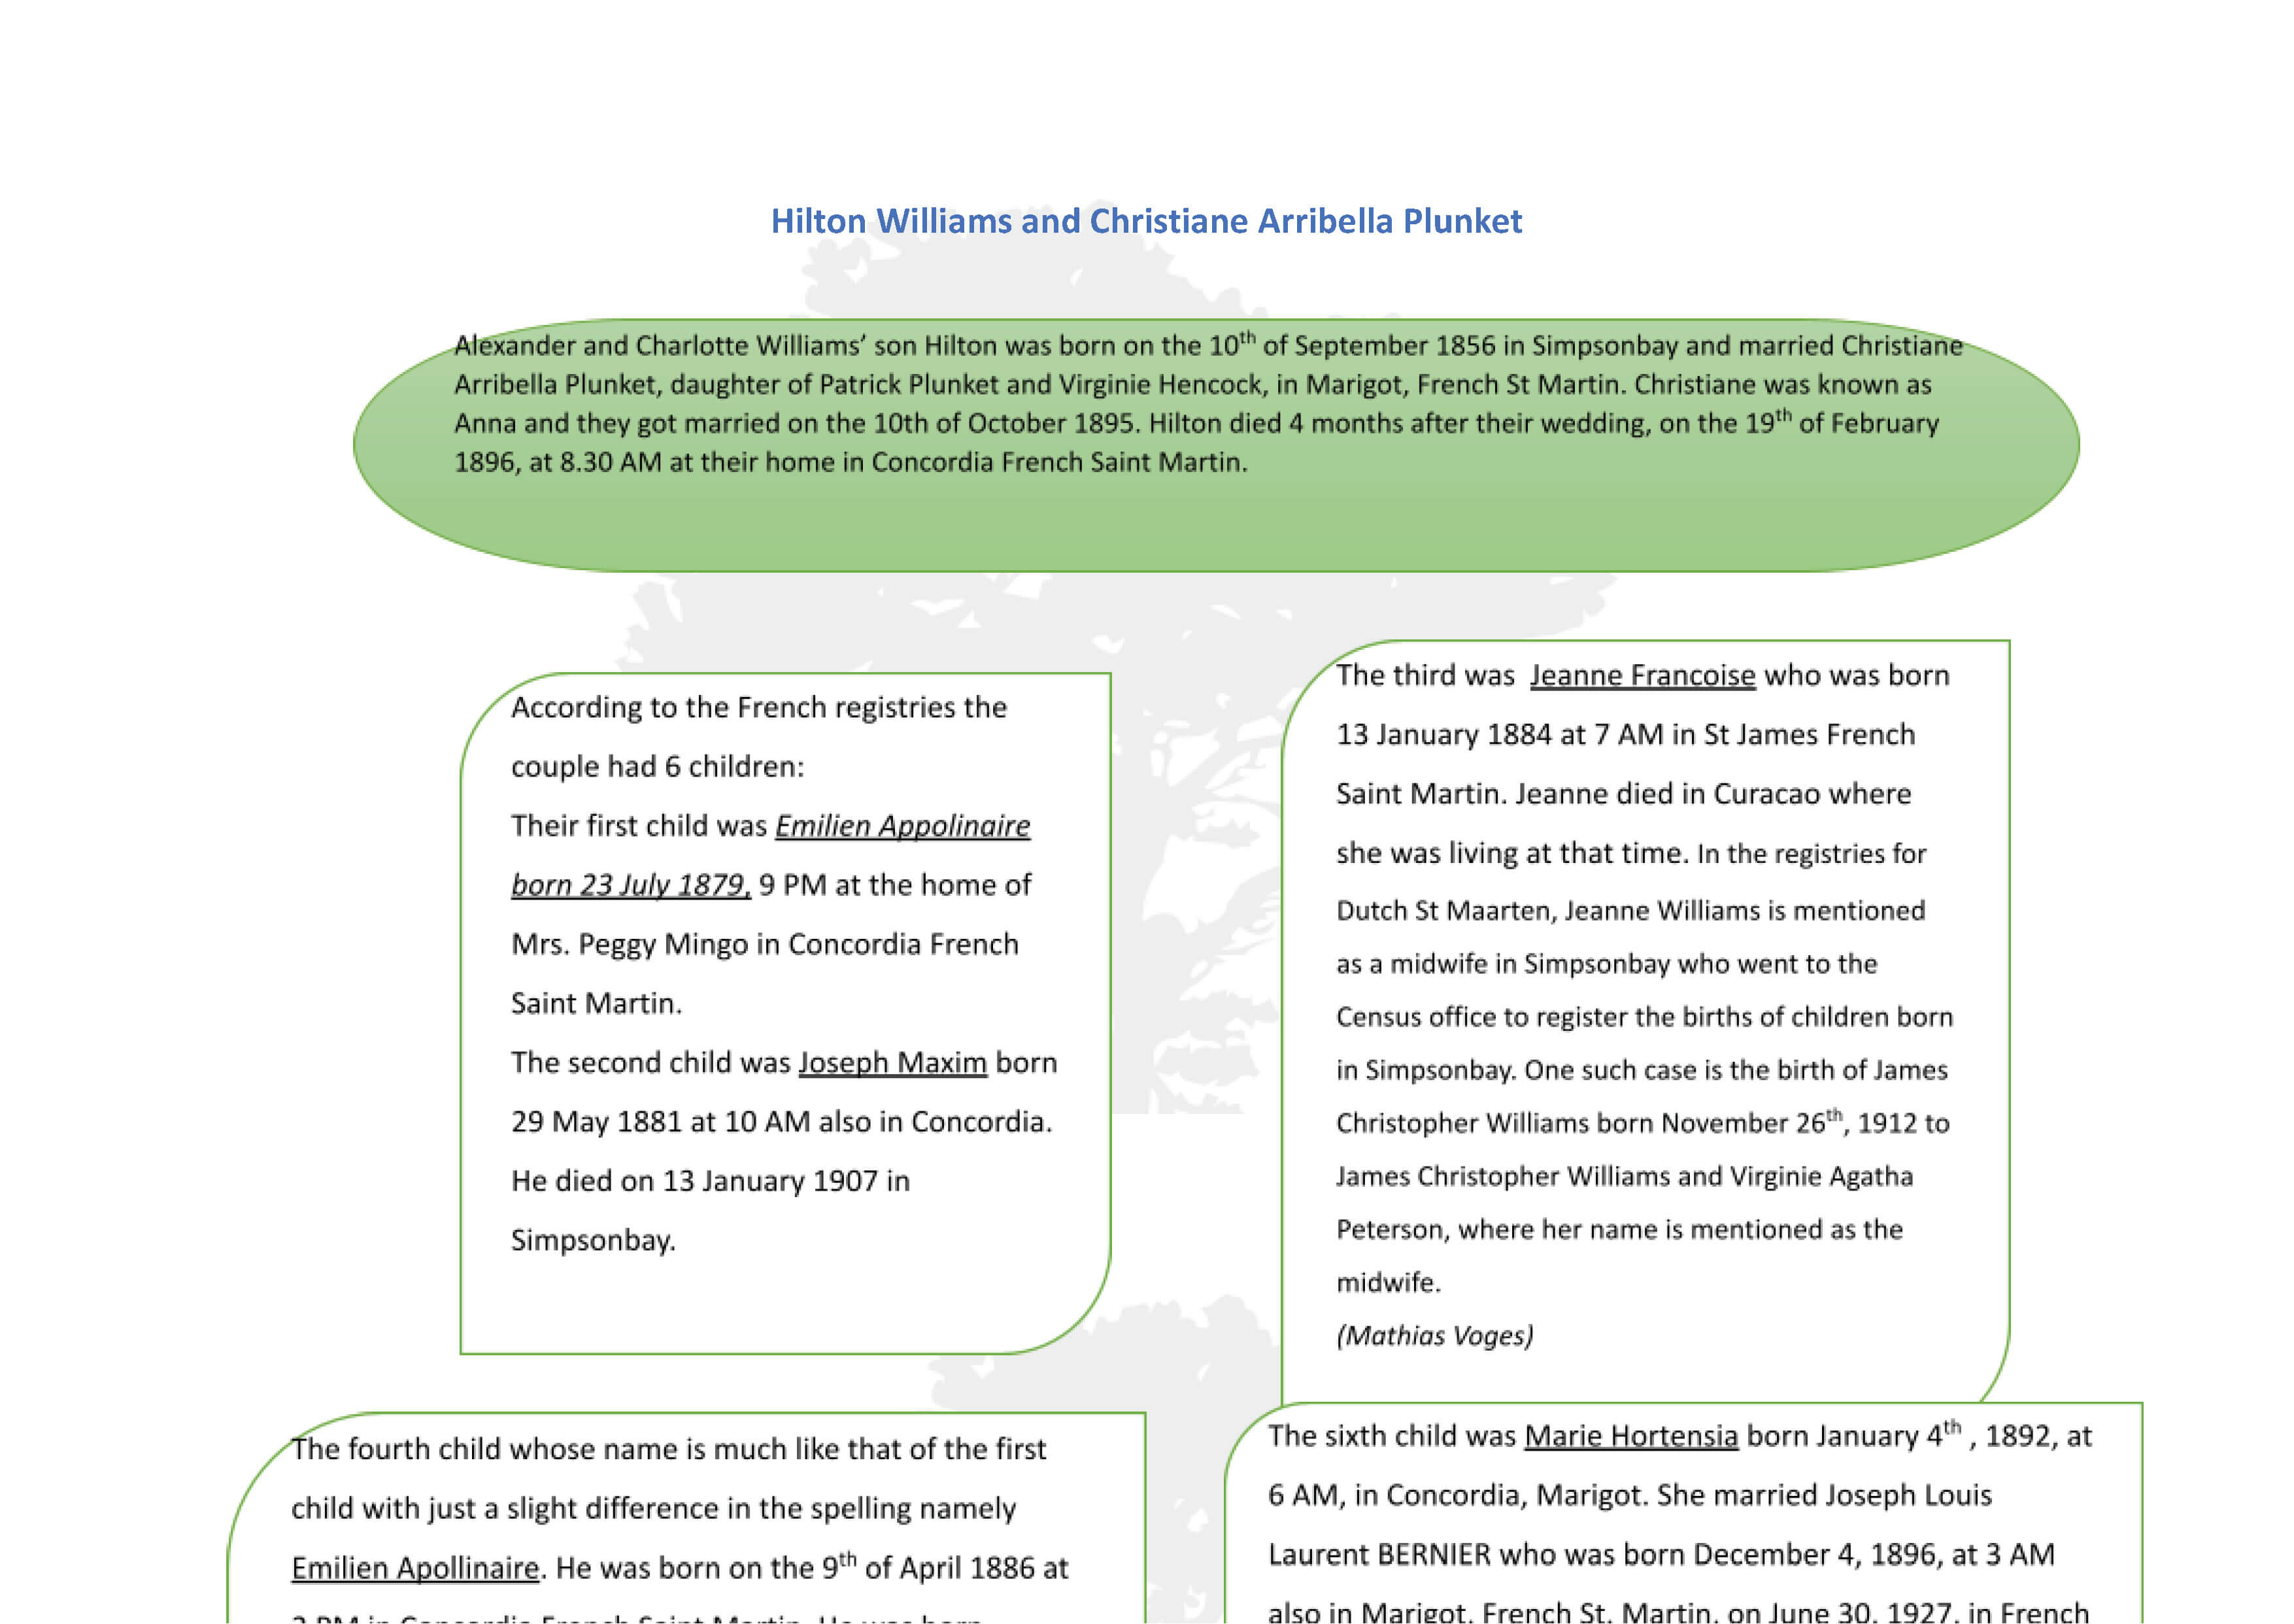 Hilton Williams and Christiane Arribella Plunket
Alexander and Charlotte Williams’ son Hilton was born on the 10th of September 1856 in Simpsonbay and married Christiane
Arribella Plunket, daughter of Patrick Plunket and Virginie Hencock, in Marigot, French St Martin. Christiane was known as
Anna and they got married on the 10th of October 1895. Hilton died 4 months after their wedding, on the 19th of February
1896, at 8.30 AM at their home in Concordia French Saint Martin.
According to the French registries the
couple had 6 children:
Their first child was Emilien Appolinaire
born 23 July 1879, 9 PM at the home of
Mrs. Peggy Mingo in Concordia French
Saint Martin.
The second child was Joseph Maxim born
29 May 1881 at 10 AM also in Concordia.
He died on 13 January 1907 in
Simpsonbay.
The third was Jeanne Francoise who was born
13 January 1884 at 7 AM in St James French
Saint Martin. Jeanne died in Curacao where
she was living at that time. In the registries for
Dutch St Maarten, Jeanne Williams is mentioned
as a midwife in Simpsonbay who went to the
Census office to register the births of children born
in Simpsonbay. One such case is the birth of James
Christopher Williams born November 26th, 1912 to
James Christopher Williams and Virginie Agatha
Peterson, where her name is mentioned as the
midwife.
(Mathias Voges)
The fourth child whose name is much like that of the first
child with just a slight difference in the spelling namely
Emilien Apollinaire. He was born on the 9th of April 1886 at
PM in Concordia French Saint Martin. He was born
The sixth child was Marie Hortensia born January 4th , 1892, at
6 AM, in Concordia, Marigot. She married Joseph Louis
Laurent BERNIER who was born December 4, 1896, at 3 AM
also in Marigot, French St. Martin, on June 30, 1927, in French